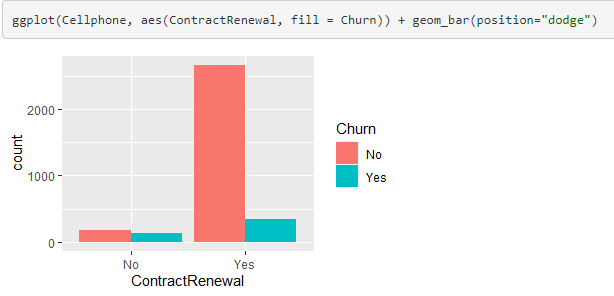 ggplot(Cellphone, aes(ContractRenewal, fill = Churn)) + geom_bar(position="dodge")
2000
1000
0
count
No
Yes
ContractRenewal
Churn
No
Yes